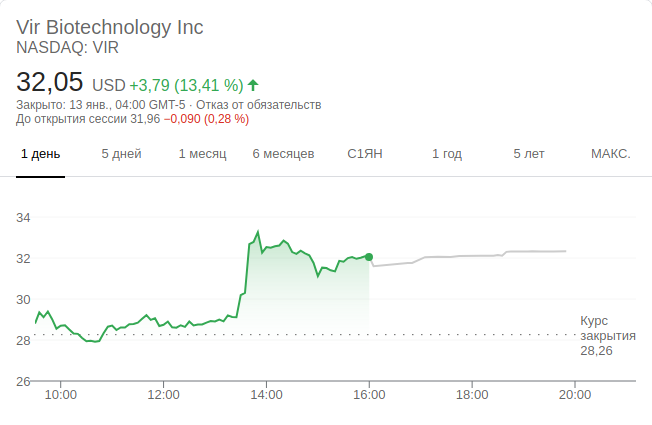 Vir Biotechnology Inc
NASDAQ: VIR
32,05 USD +3,79 (13,41 %)
Закрыто: 13 янв., 04:00 GMT-5 · Отказ от обязательств
До открытия сессии 31,96 −0,090 (0,28 %)
1 день 5 дней 1 месяц 6 месяцев С1ЯН 1 год 5 лет МАКС.
34
32
30
28
26
Курс
закрытия
28,26
10:00 12:00 14:00 16:00 18:00 20:00